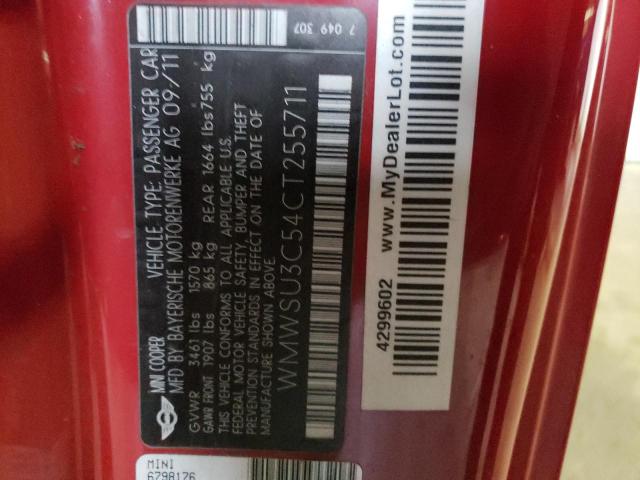 7 049 307
MINI COOPER VEHICLE TYPE: PASSENGER CAR
MFD BY BAYERISCHE MOTORENWERKE AG 09/11
GVWR 3461 lbs 1570 kg
GAWR FRONT 1907 lbs 865 kg REAR 1664 lbs755 kg
THIS VEHICLE CONFORMS TO ALL APPLICABLE U.S.
FEDERAL MOTOR VEHICLE SAFETY, BUMPER AND THEFT
PREVENTION STANDARDS IN EFFECT ON THE DATE OF
MANUFACTURE SHOWN ABOVE.
WMWSU3C54CT255711
4299602 www.MyDealerLot.com
MINI
6798176